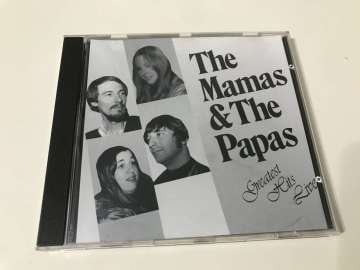 The
Mamas
& The
Papas
Greatest
Hits
Live